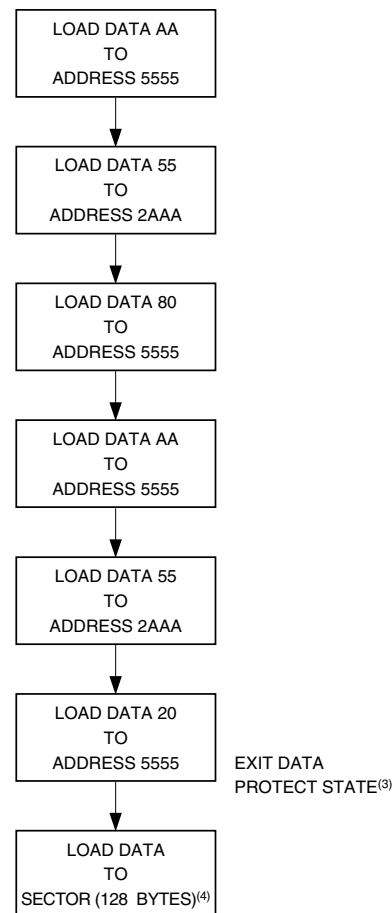 LOAD DATA AA
TO
ADDRESS 5555
LOAD DATA 55
TO
ADDRESS 2AAA
LOAD DATA 80
TO
ADDRESS 5555
LOAD DATA AA
TO
ADDRESS 5555
LOAD DATA 55
TO
ADDRESS 2AAA
LOAD DATA 20
TO
ADDRESS 5555
EXIT DATA
PROTECT STATE(3)
LOAD DATA
TO
SECTOR (128 BYTES)(4)